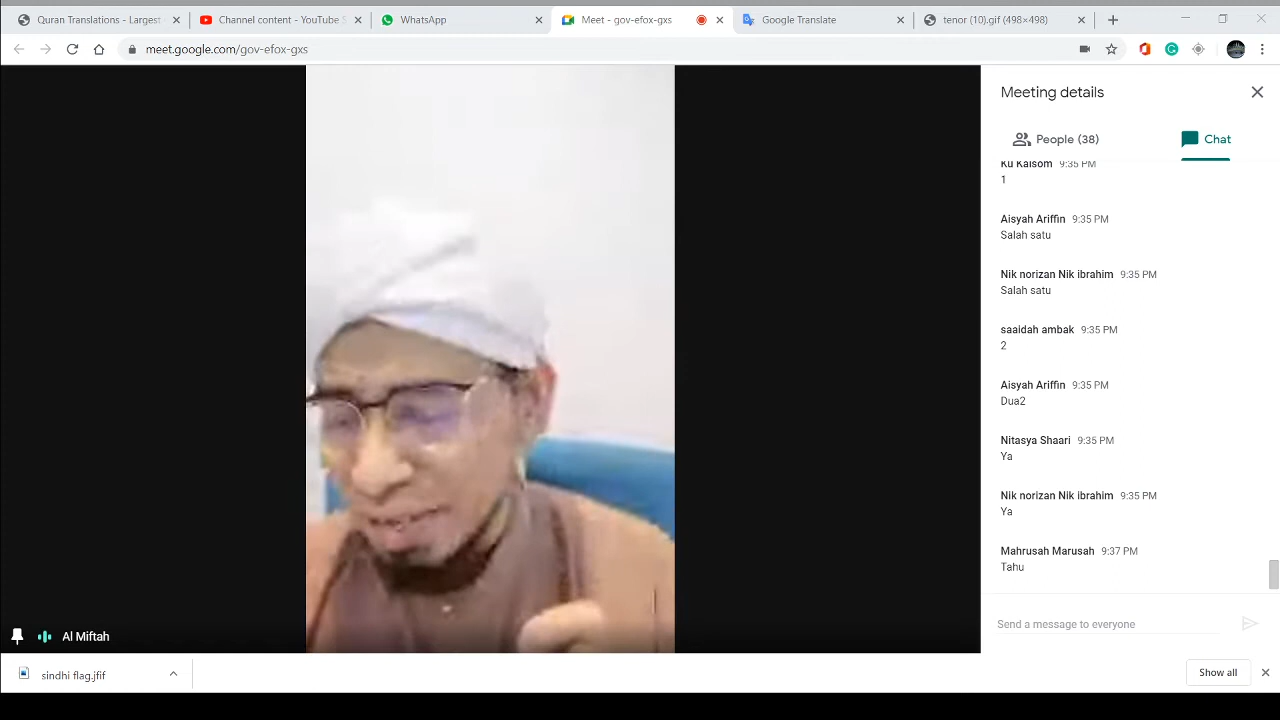 Quran Translations - Largest
Channel content - YouTube S
WhatsApp
Meet - gov-efox-gxs
Google Translate
tenor (10).gif (498×498)
meet.google.com/gov-efox-gxs
Meeting details
People (38)
Chat
Ku Kalsom 9:35 PM
1
Aisyah Ariffin 9:35 PM
Salah satu
Nik norizan Nik ibrahim 9:35 PM
Salah satu
saaidah ambak 9:35 PM
2
Aisyah Ariffin 9:35 PM
Dua2
Nitasya Shaari 9:35 PM
Ya
Nik norizan Nik ibrahim 9:35 PM
Ya
Mahrusah Marusah 9:37 PM
Tahu
Send a message to everyone
Al Miftah
sindhi flag.jfif
Show all